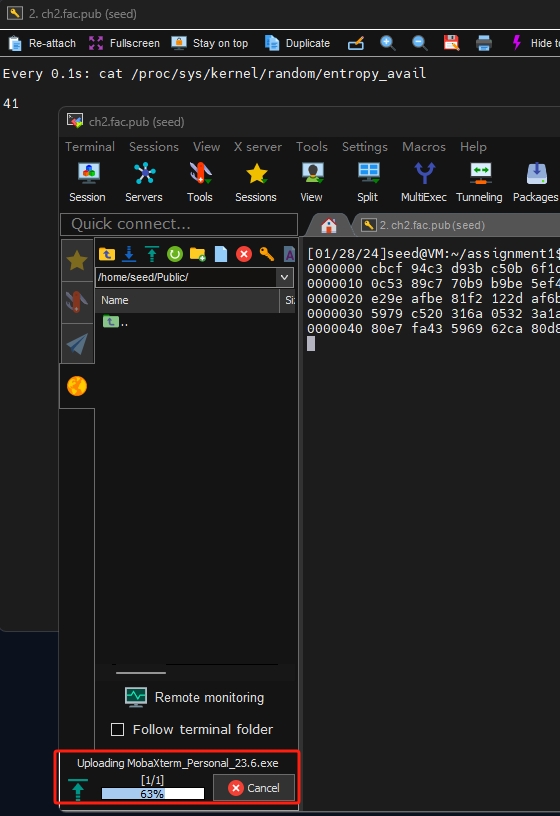 2. ch2.fac.pub (seed)
Re-attach Fullscreen Stay on top Duplicate Hide to
Every 0.1s: cat /proc/sys/kernel/random/entropy_avail
41
ch2.fac.pub (seed)
Terminal Sessions View X server Tools Settings Macros Help
Session Servers Tools Sessions View Split MultiExec Tunneling Packages
Quick connect...
2. ch2.fac.pub (seed)
/home/seed/Public/
Name
..
[01/28/24]seed@VM:~/assignment1$
0000000 cbcf 94c3 d93b c50b 6f1d
0000010 0c53 89c7 70b9 b9be 5ef4
0000020 e29e afbe 81f2 122d af6b
0000030 5979 c520 316a 0532 3a1a
0000040 80e7 fa43 5969 62ca 80d8
Remote monitoring
Follow terminal folder
Uploading MobaXterm_Personal_23.6.exe
[1/1]
63%
Cancel